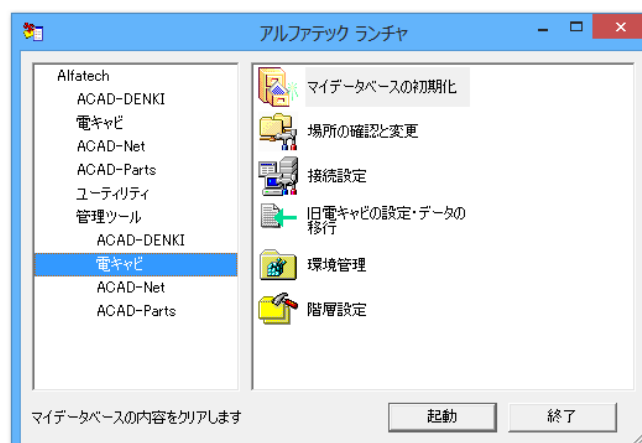 アルファテック ランチャ
Alfatech
ACAD-DENKI
電キャビ
ACAD-Net
ACAD-Parts
ユーティリティ
管理ツール
ACAD-DENKI
電キャビ
ACAD-Net
ACAD-Parts
マイデータベースの初期化
場所の確認と変更
接続設定
旧電キャビの設定・データの
移行
環境管理
階層設定
マイデータベースの内容をクリアします
起動
終了